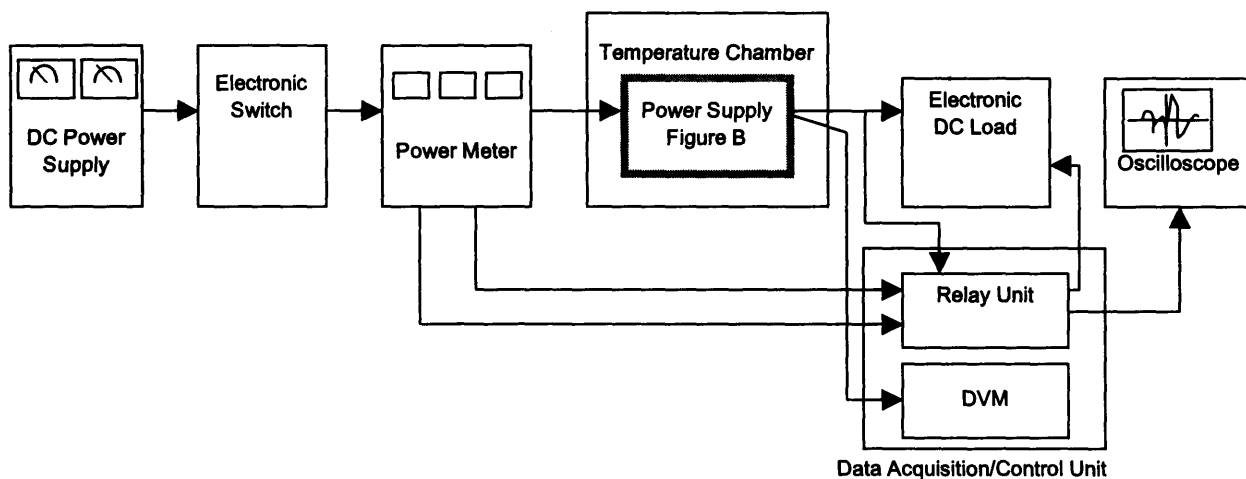 DC Power
Supply
Electronic
Switch
Power Meter
Temperature Chamber
Power Supply
Figure B
Electronic
DC Load
Oscilloscope
Relay Unit
DVM
Data Acquisition/Control Unit